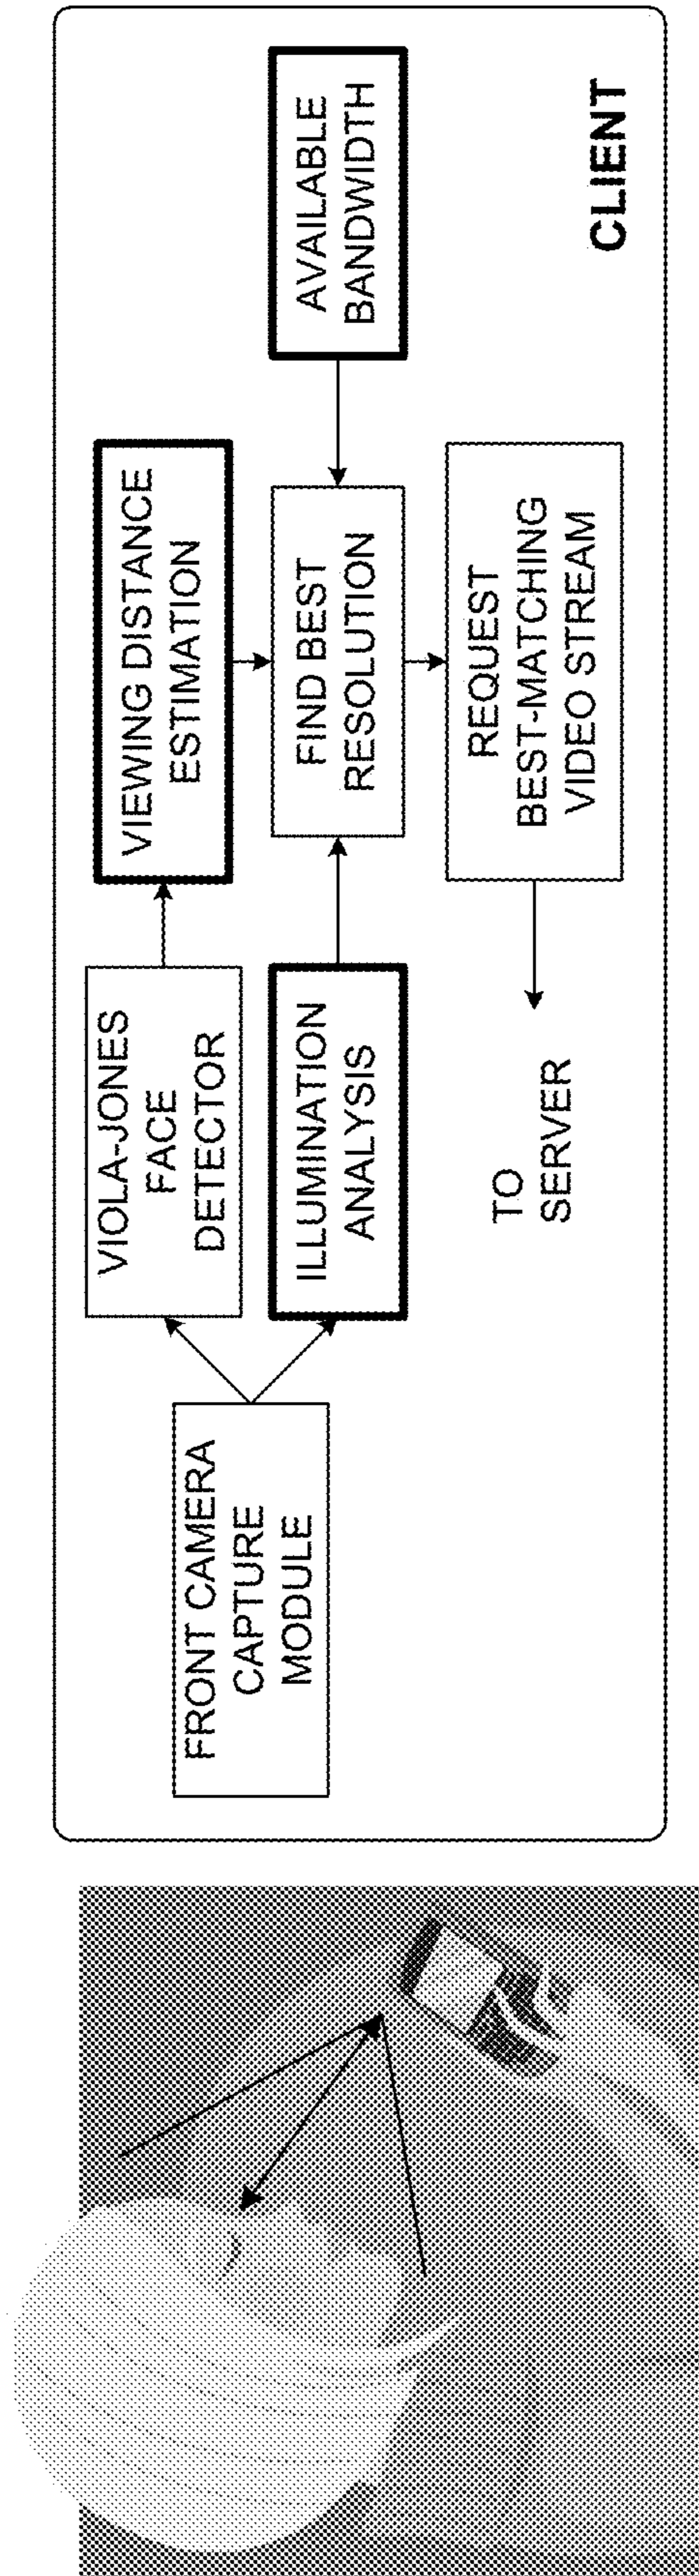 FRONT CAMERA
CAPTURE
MODULE
VIOLA-JONES
FACE
DETECTOR
VIEWING DISTANCE
ESTIMATION
ILLUMINATION
ANALYSIS
FIND BEST
RESOLUTION
AVAILABLE
BANDWIDTH
REQUEST
BEST-MATCHING
VIDEO STREAM
TO
SERVER
CLIENT